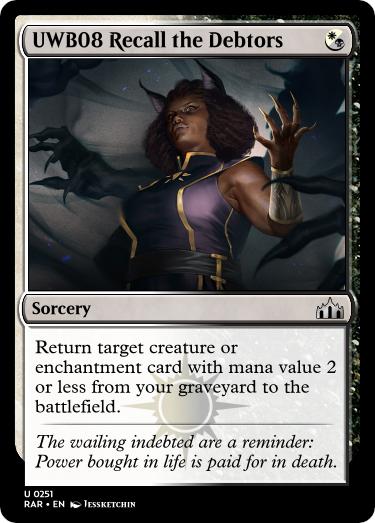 UWB08 Recall the Debtors
Sorcery
Return target creature or
enchantment card with mana value 2
or less from your graveyard to the
battlefield.
The wailing indebted are a reminder:
Power bought in life is paid for in death.
U 0251
RAR • EN JESSKETCHIN